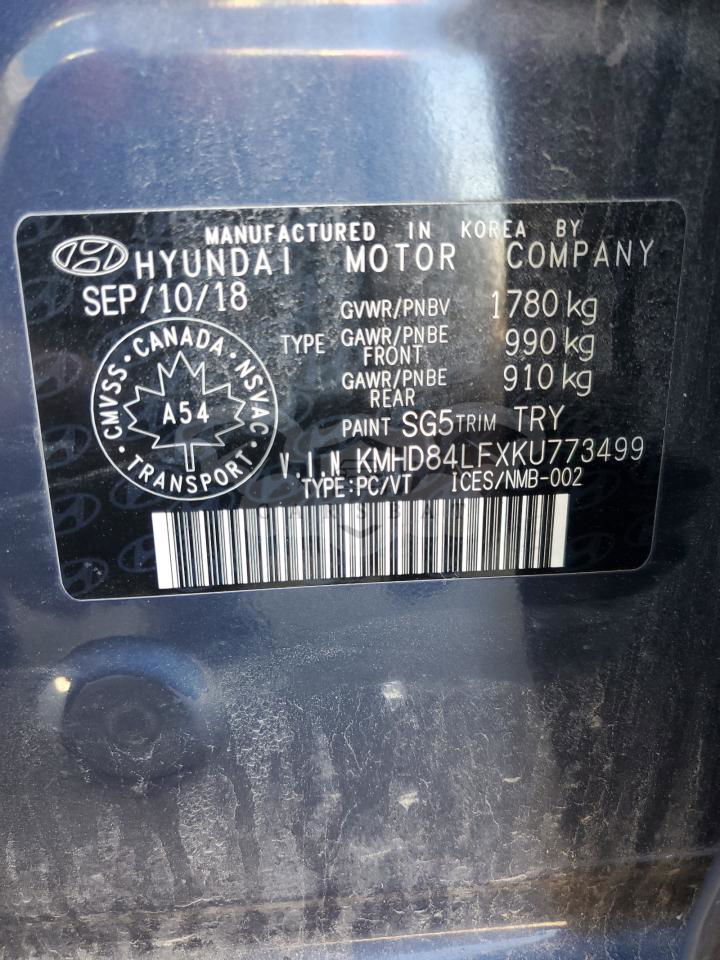 MANUFACTURED IN KOREA BY
HYUNDAI MOTOR COMPANY
SEP/10/18
GVWR/PNBV 1780 kg
TYPE GAWR/PNBE FRONT 990 kg
GAWR/PNBE REAR 910 kg
PAINT SG5 TRIM TRY
CMVSS · CANADA · NSVAC · TRANSPORT ·
A54
V.I.N KMHD84LFXKU773499
TYPE:PC/VT ICES/NMB-002